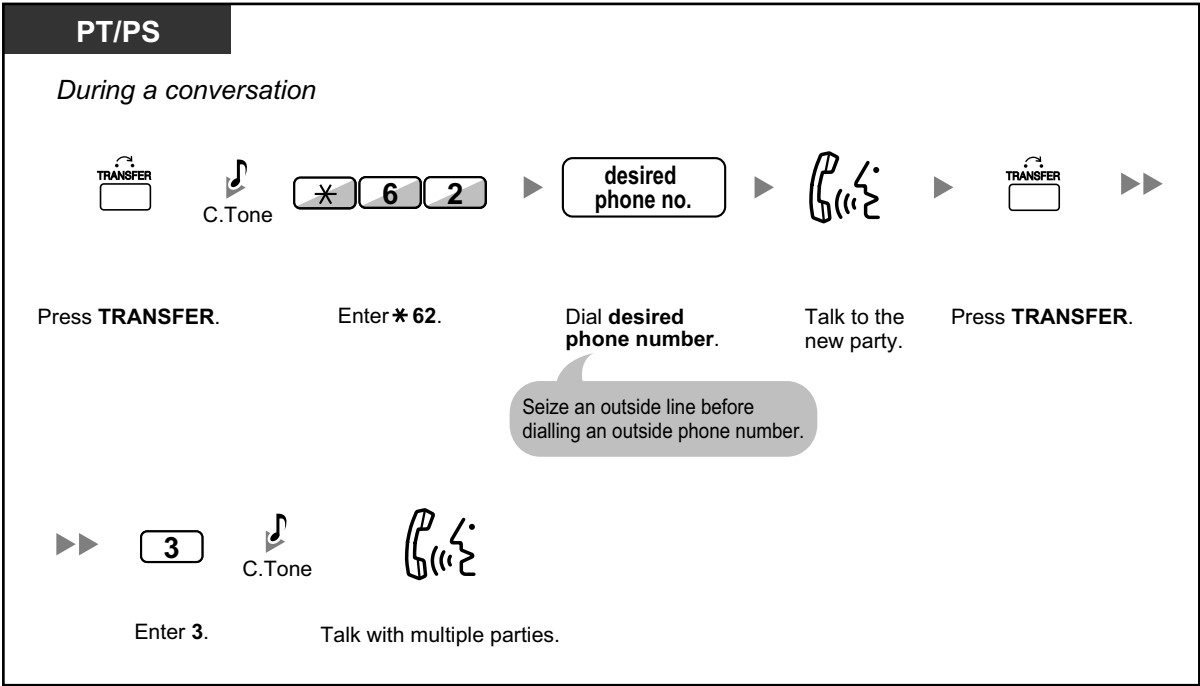 PT/PS
During a conversation
TRANSFER
C.Tone
* 6 2
desired
phone no.
TRANSFER
Press TRANSFER.
Enter * 62.
Dial desired
phone number.
Talk to the
new party.
Press TRANSFER.
Seize an outside line before
dialling an outside phone number.
3
C.Tone
Enter 3.
Talk with multiple parties.